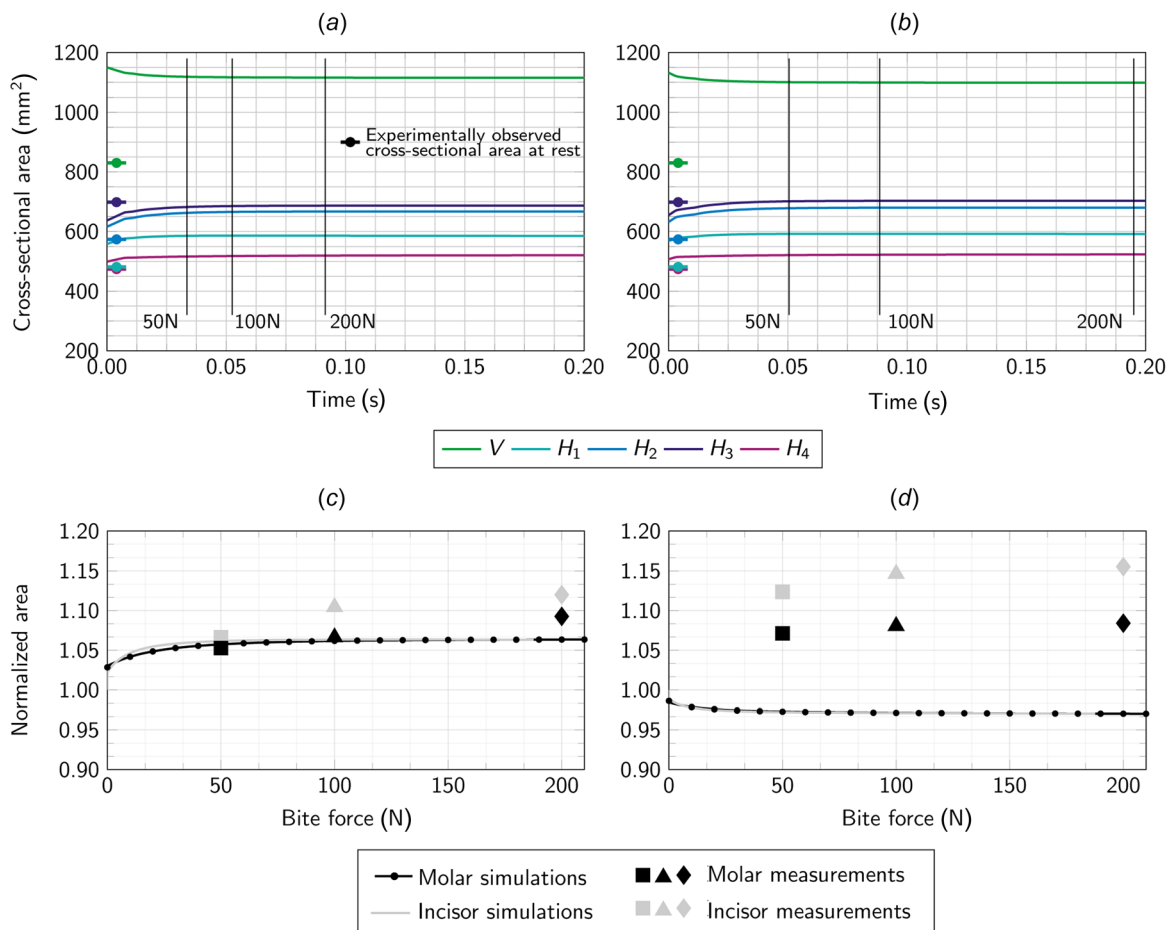 (a)
(b)
Cross-sectional area (mm²)
1200
1000
800
600
400
200
Experimentally observed
cross-sectional area at rest
50N
100N
200N
0.00
0.05
0.10
0.15
0.20
Time (s)
1200
1000
800
600
400
200
50N
100N
200N
0.00
0.05
0.10
0.15
0.20
Time (s)
V H₁ H₂ H₃ H₄
(c)
(d)
Normalized area
1.20
1.15
1.10
1.05
1.00
0.95
0.90
0
50
100
150
200
Bite force (N)
1.20
1.15
1.10
1.05
1.00
0.95
0.90
0
50
100
150
200
Bite force (N)
Molar simulations
Molar measurements
Incisor simulations
Incisor measurements